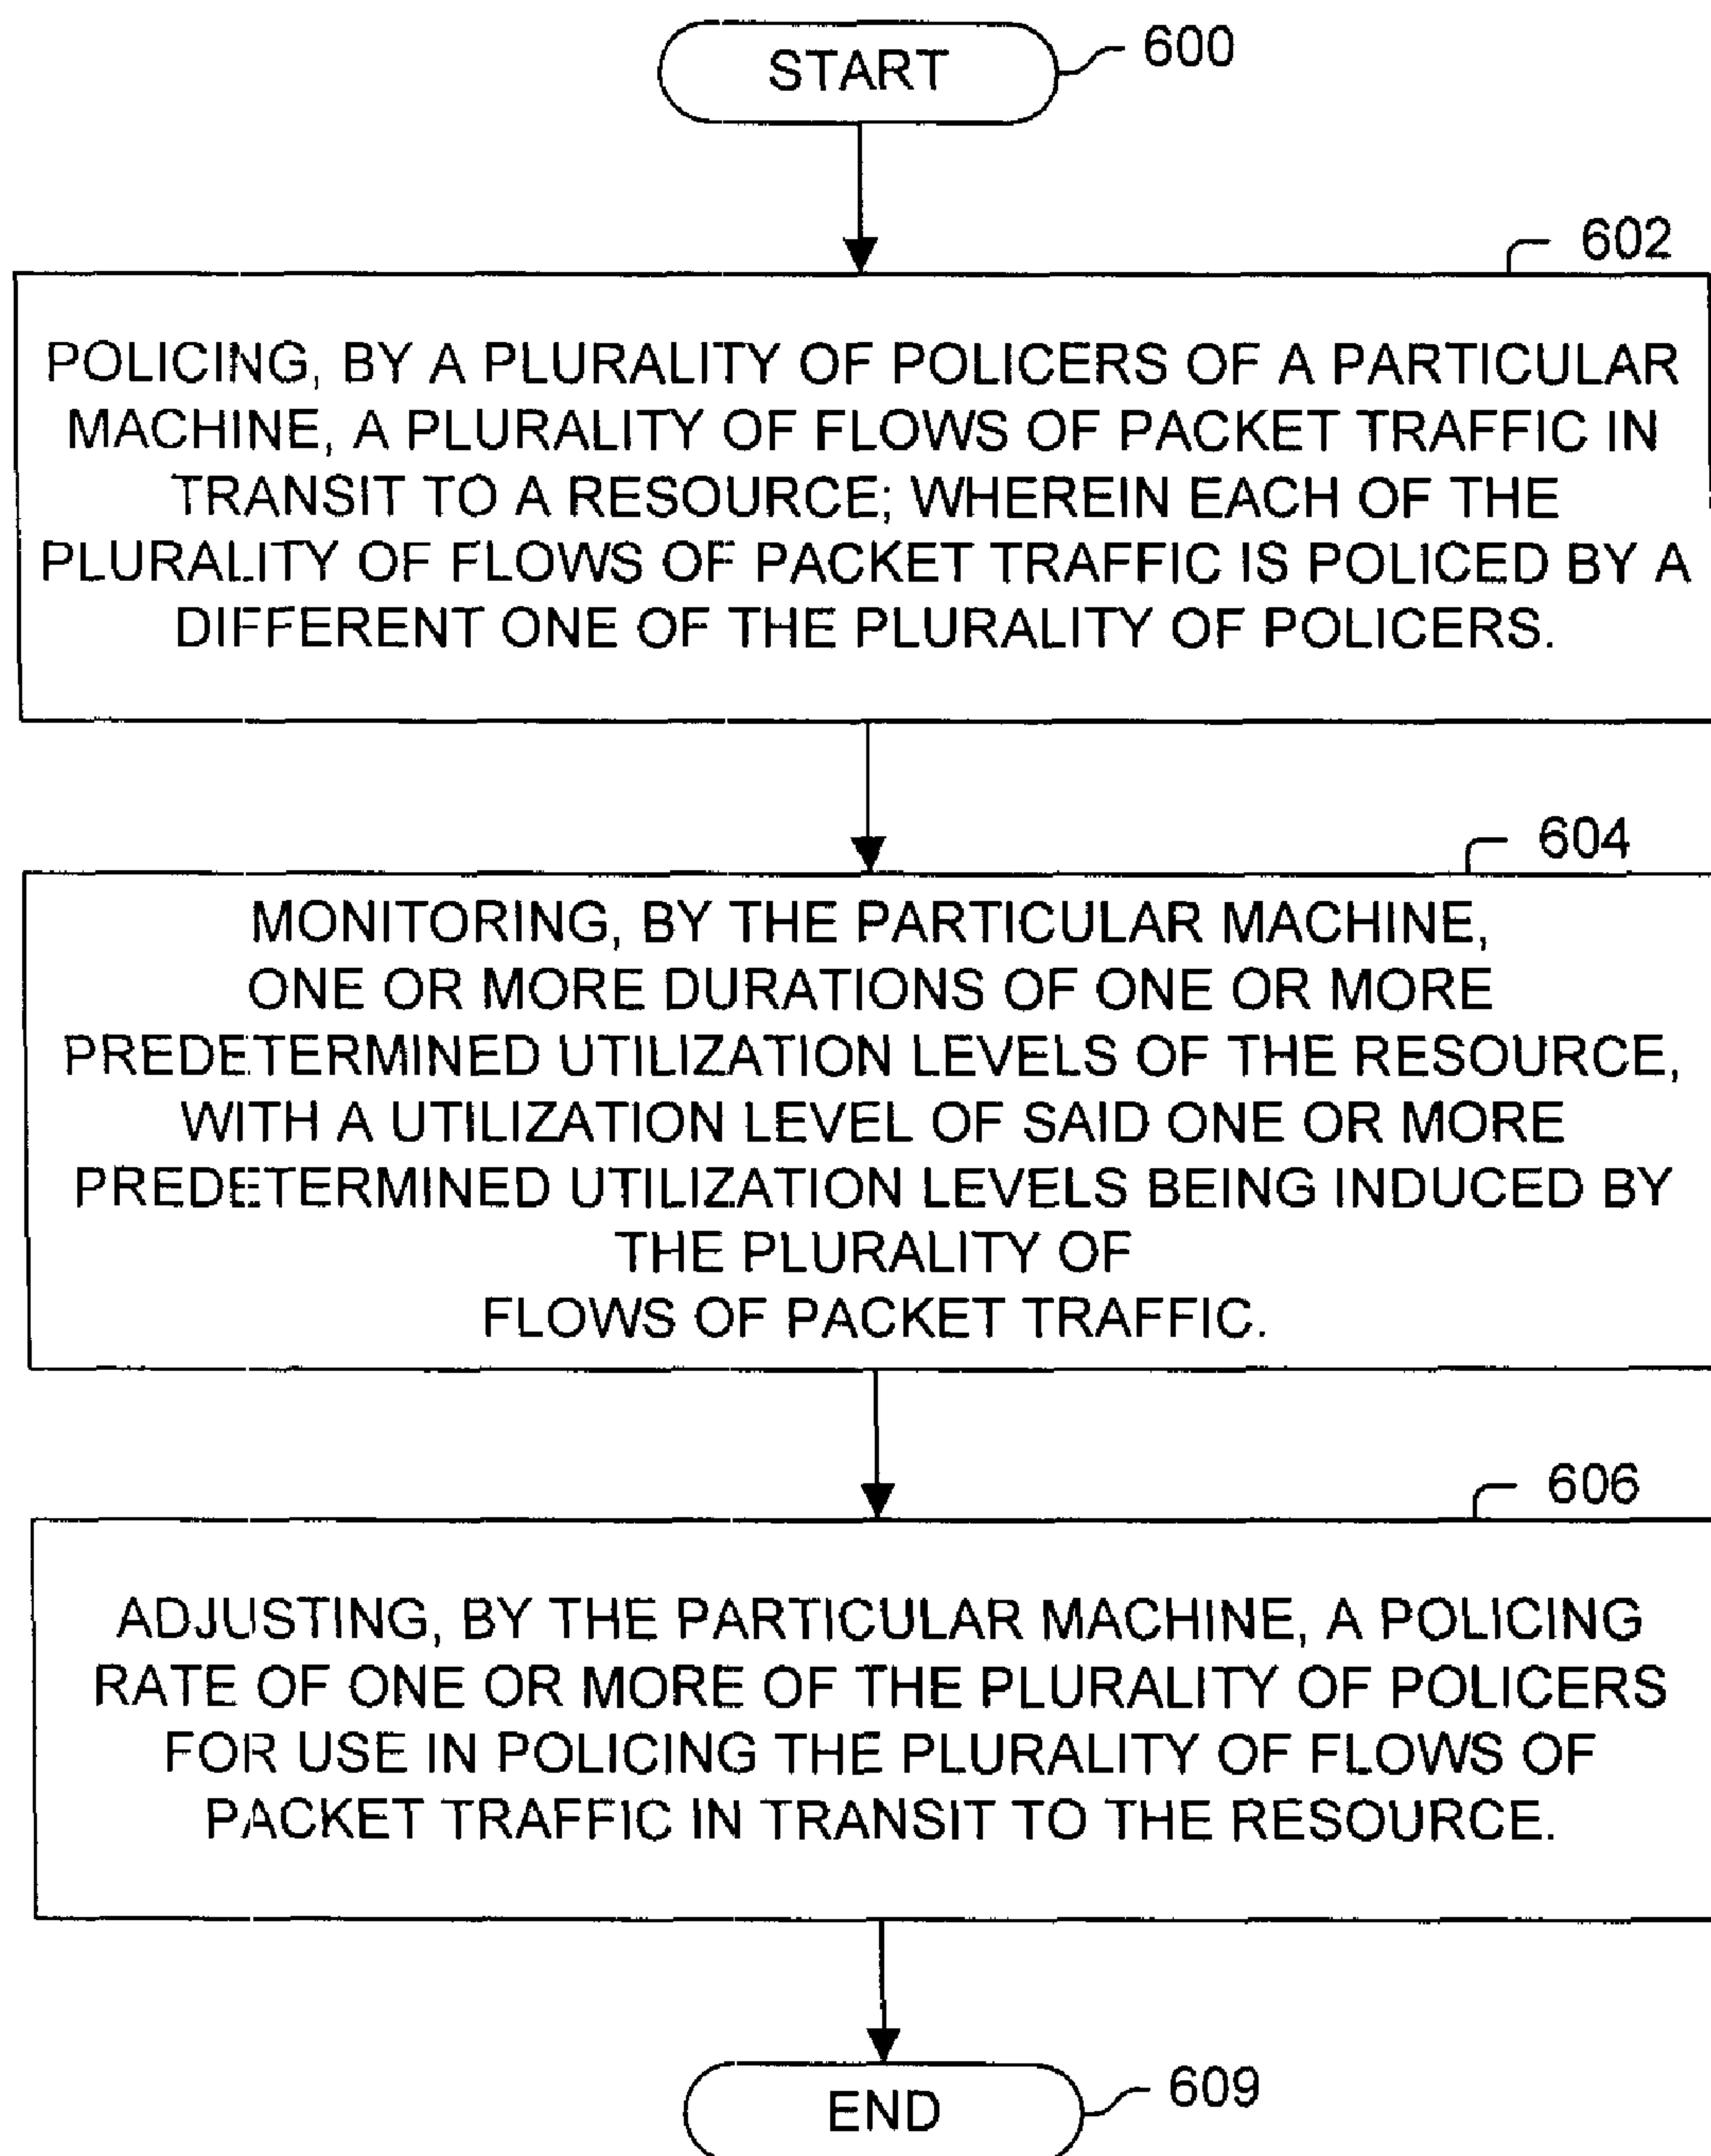 START
600
602
POLICING, BY A PLURALITY OF POLICERS OF A PARTICULAR
MACHINE, A PLURALITY OF FLOWS OF PACKET TRAFFIC IN
TRANSIT TO A RESOURCE; WHEREIN EACH OF THE
PLURALITY OF FLOWS OF PACKET TRAFFIC IS POLICED BY A
DIFFERENT ONE OF THE PLURALITY OF POLICERS.
604
MONITORING, BY THE PARTICULAR MACHINE,
ONE OR MORE DURATIONS OF ONE OR MORE
PREDETERMINED UTILIZATION LEVELS OF THE RESOURCE,
WITH A UTILIZATION LEVEL OF SAID ONE OR MORE
PREDETERMINED UTILIZATION LEVELS BEING INDUCED BY
THE PLURALITY OF
FLOWS OF PACKET TRAFFIC.
606
ADJUSTING, BY THE PARTICULAR MACHINE, A POLICING
RATE OF ONE OR MORE OF THE PLURALITY OF POLICERS
FOR USE IN POLICING THE PLURALITY OF FLOWS OF
PACKET TRAFFIC IN TRANSIT TO THE RESOURCE.
END
609